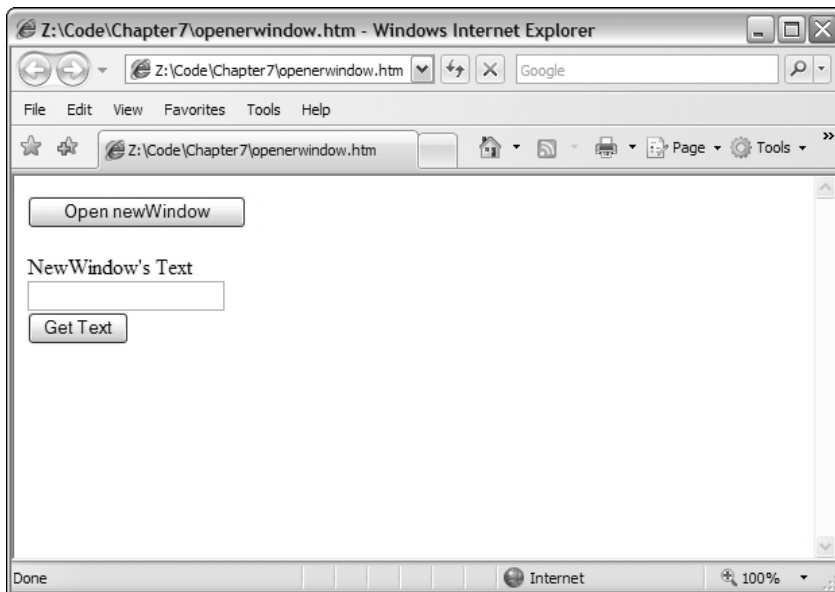 Z:\Code\Chapter7\openerwindow.htm - Windows Internet Explorer
Z:\Code\Chapter7\openerwindow.htm
Google
File Edit View Favorites Tools Help
Z:\Code\Chapter7\openerwindow.htm
Page
Tools
Open newWindow
NewWindow's Text
Get Text
Done
Internet
100%